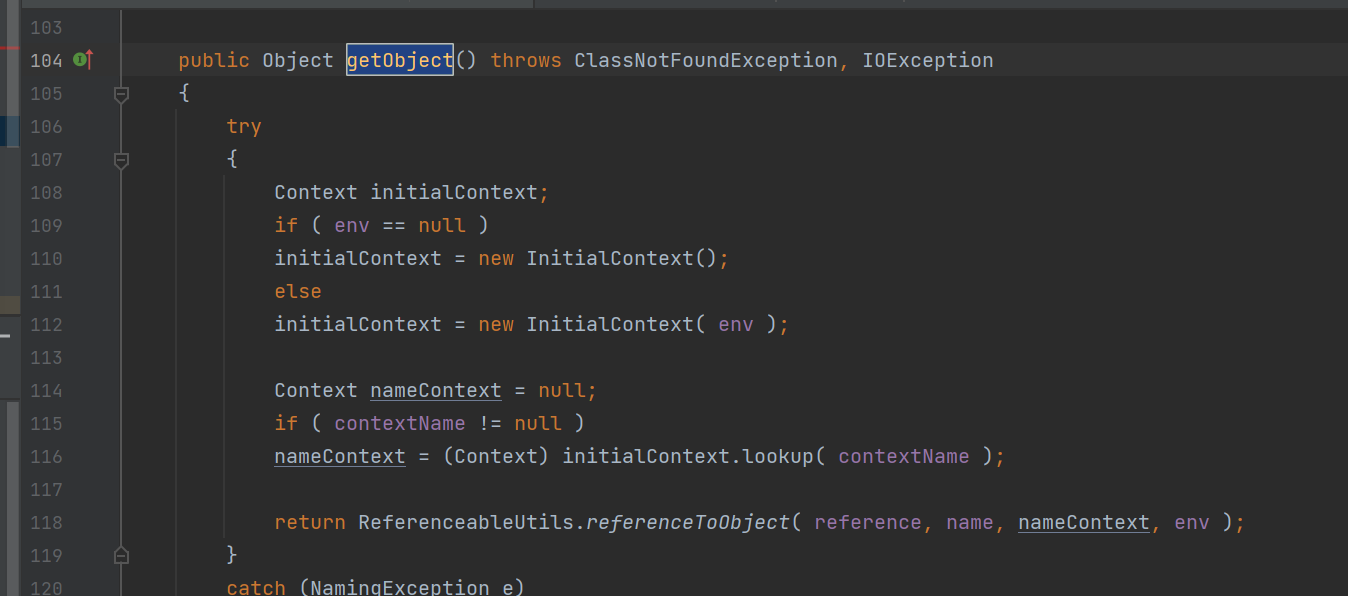 103
104 public Object getObject() throws ClassNotFoundException, IOException
105 {
106 try
107 {
108 Context initialContext;
109 if ( env == null )
110 initialContext = new InitialContext();
111 else
112 initialContext = new InitialContext( env );
113
114 Context nameContext = null;
115 if ( contextName != null )
116 nameContext = (Context) initialContext.lookup( contextName );
117
118 return ReferenceableUtils.referenceToObject( reference, name, nameContext, env );
119 }
120 catch (NamingException e)